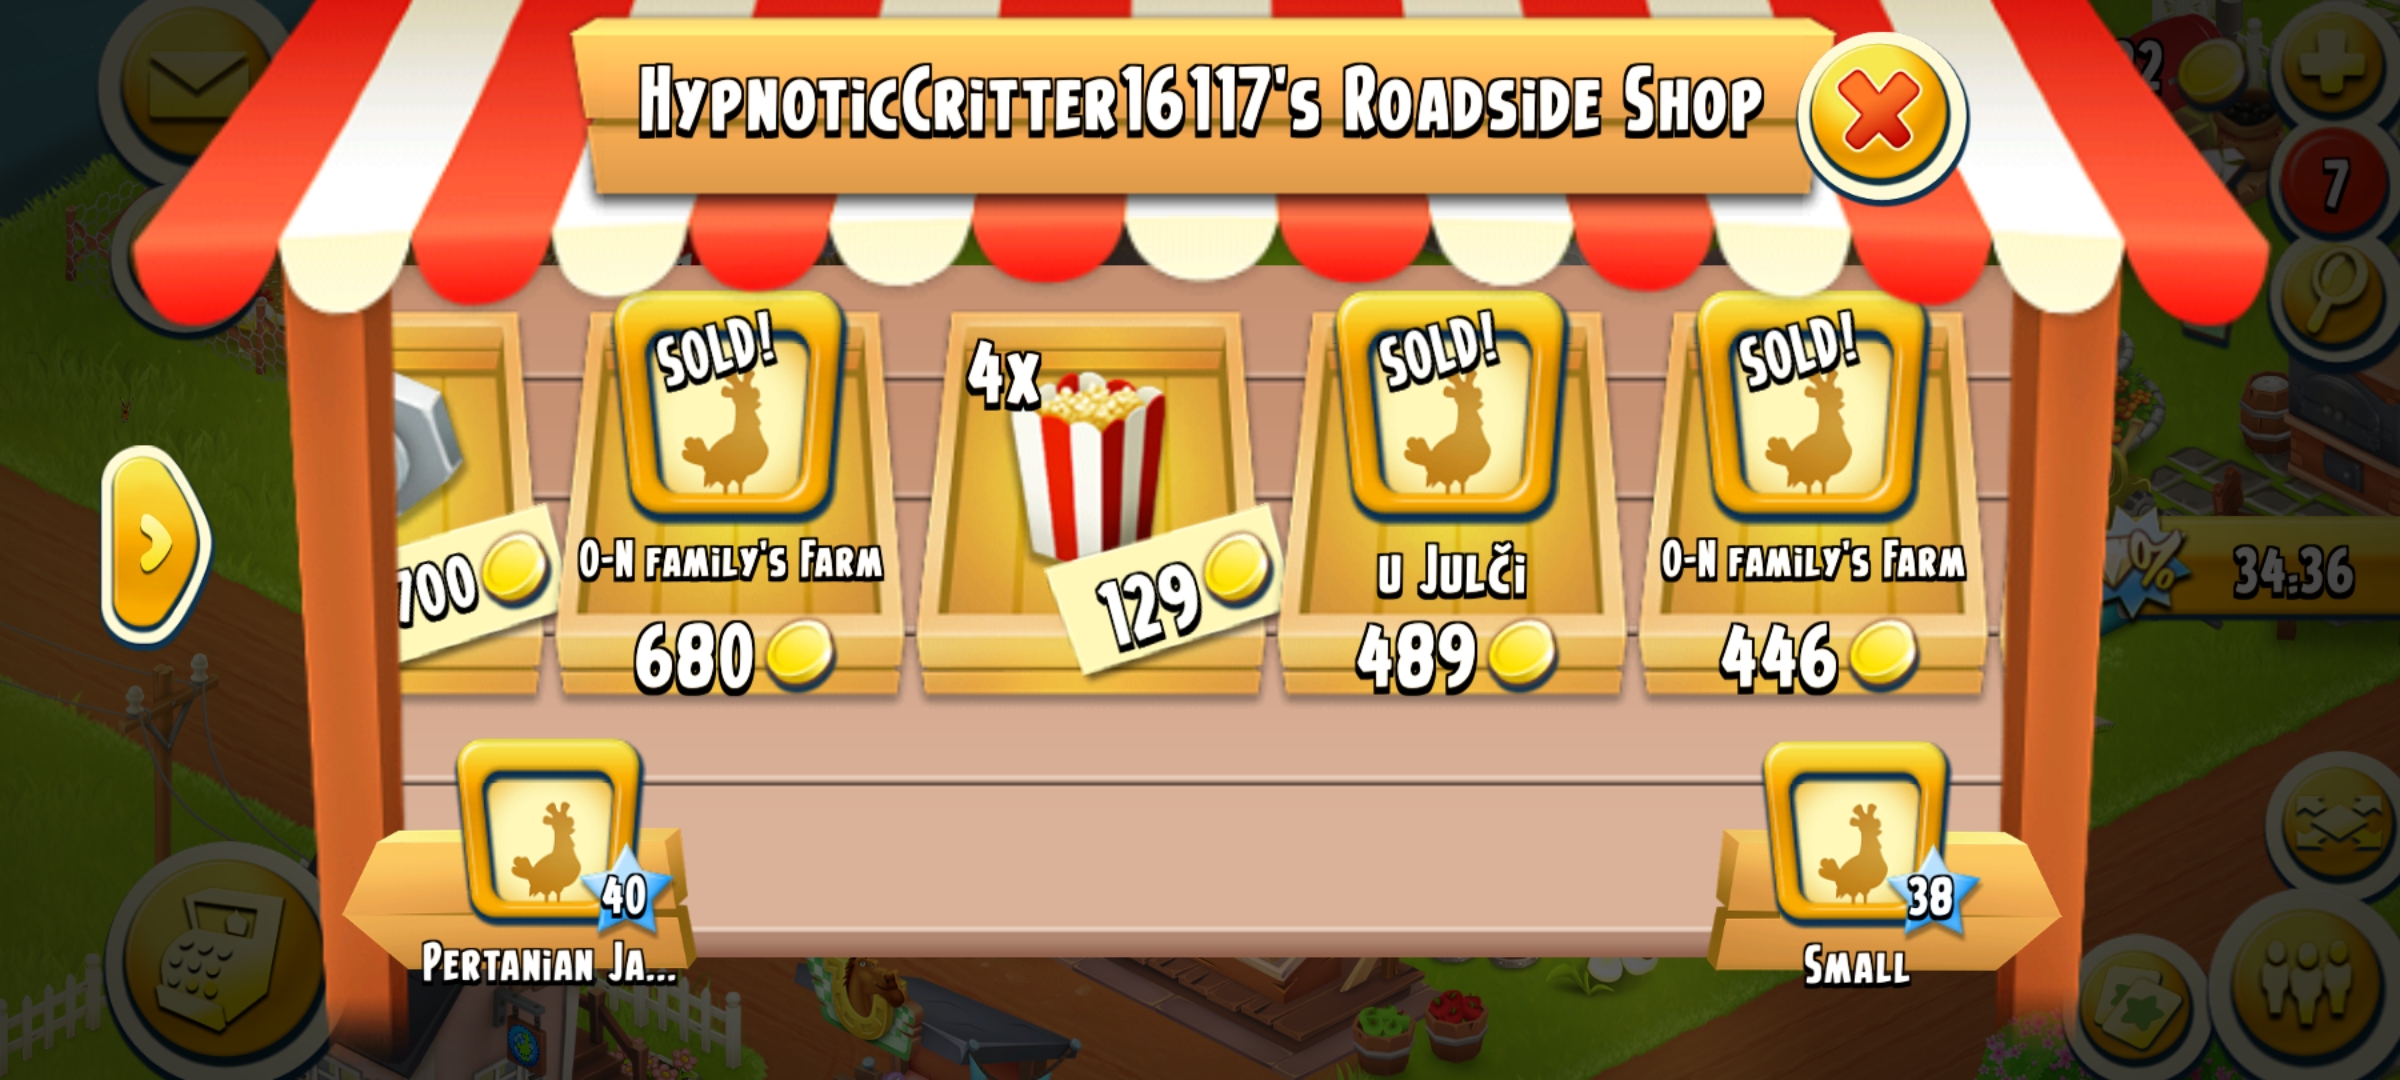 HypnoticCritter16117's Roadside Shop
7
SOLD!
4x
SOLD!
SOLD!
700
O-N family's Farm
680
129
u Julči
489
O-N family's Farm
446
34:36
40
Pertanian Ja...
38
Small